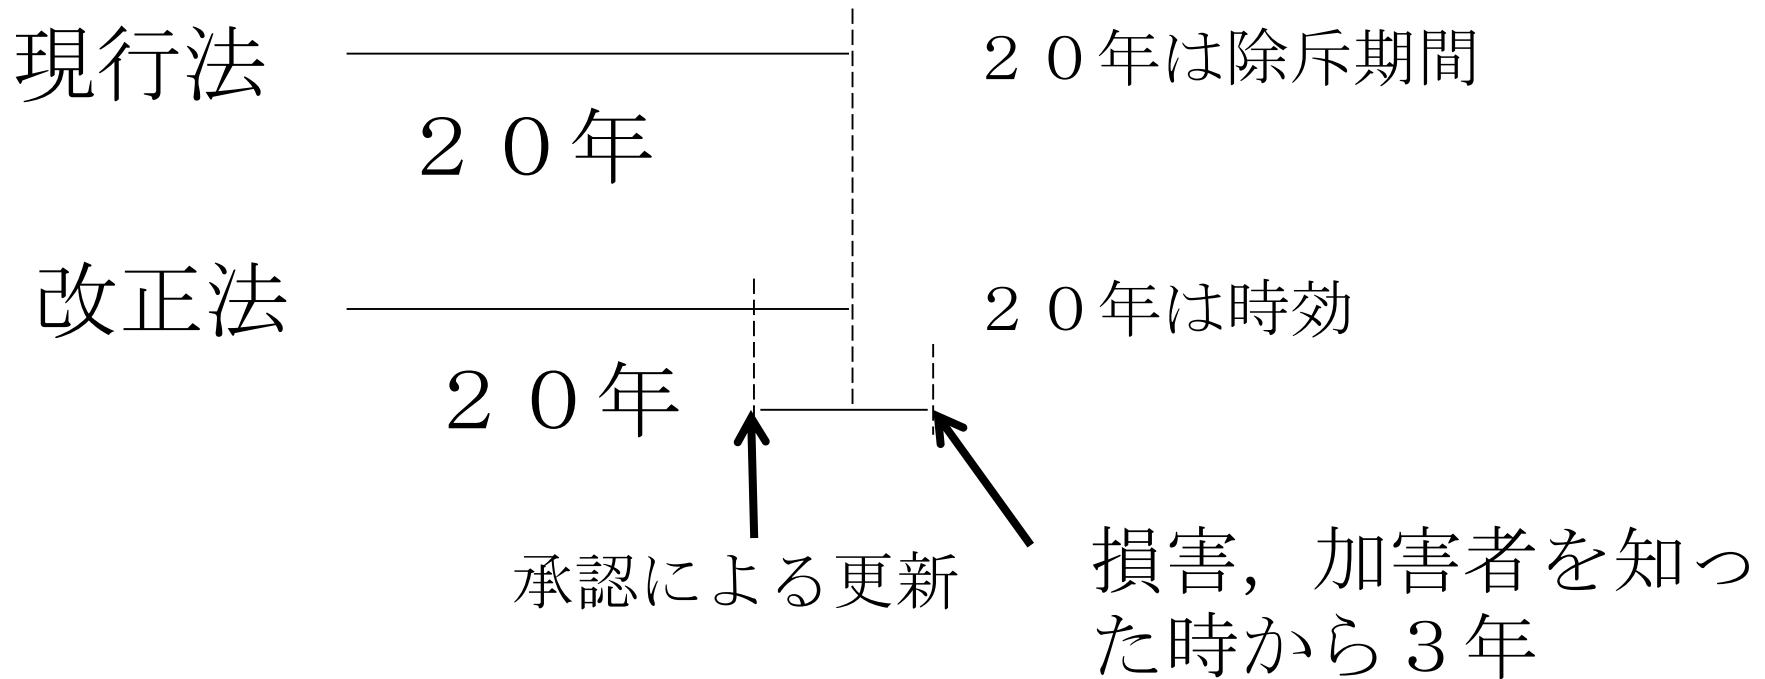 現行法
２０年は除斥期間
２０年
改正法
２０年は時効
２０年
承認による更新
損害，加害者を知っ
た時から３年